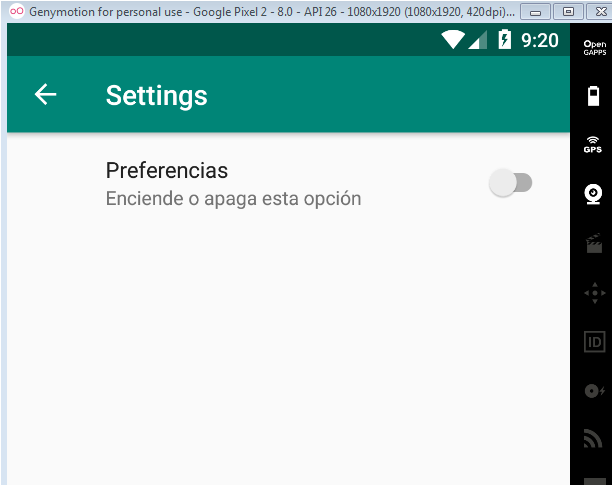 Genymotion for personal use - Google Pixel 2 - 8.0 - API 26 - 1080x1920 (1080x1920, 420dpi)...
9:20
Open
GAPPS
Settings
GPS
Preferencias
Enciende o apaga esta opción
ID